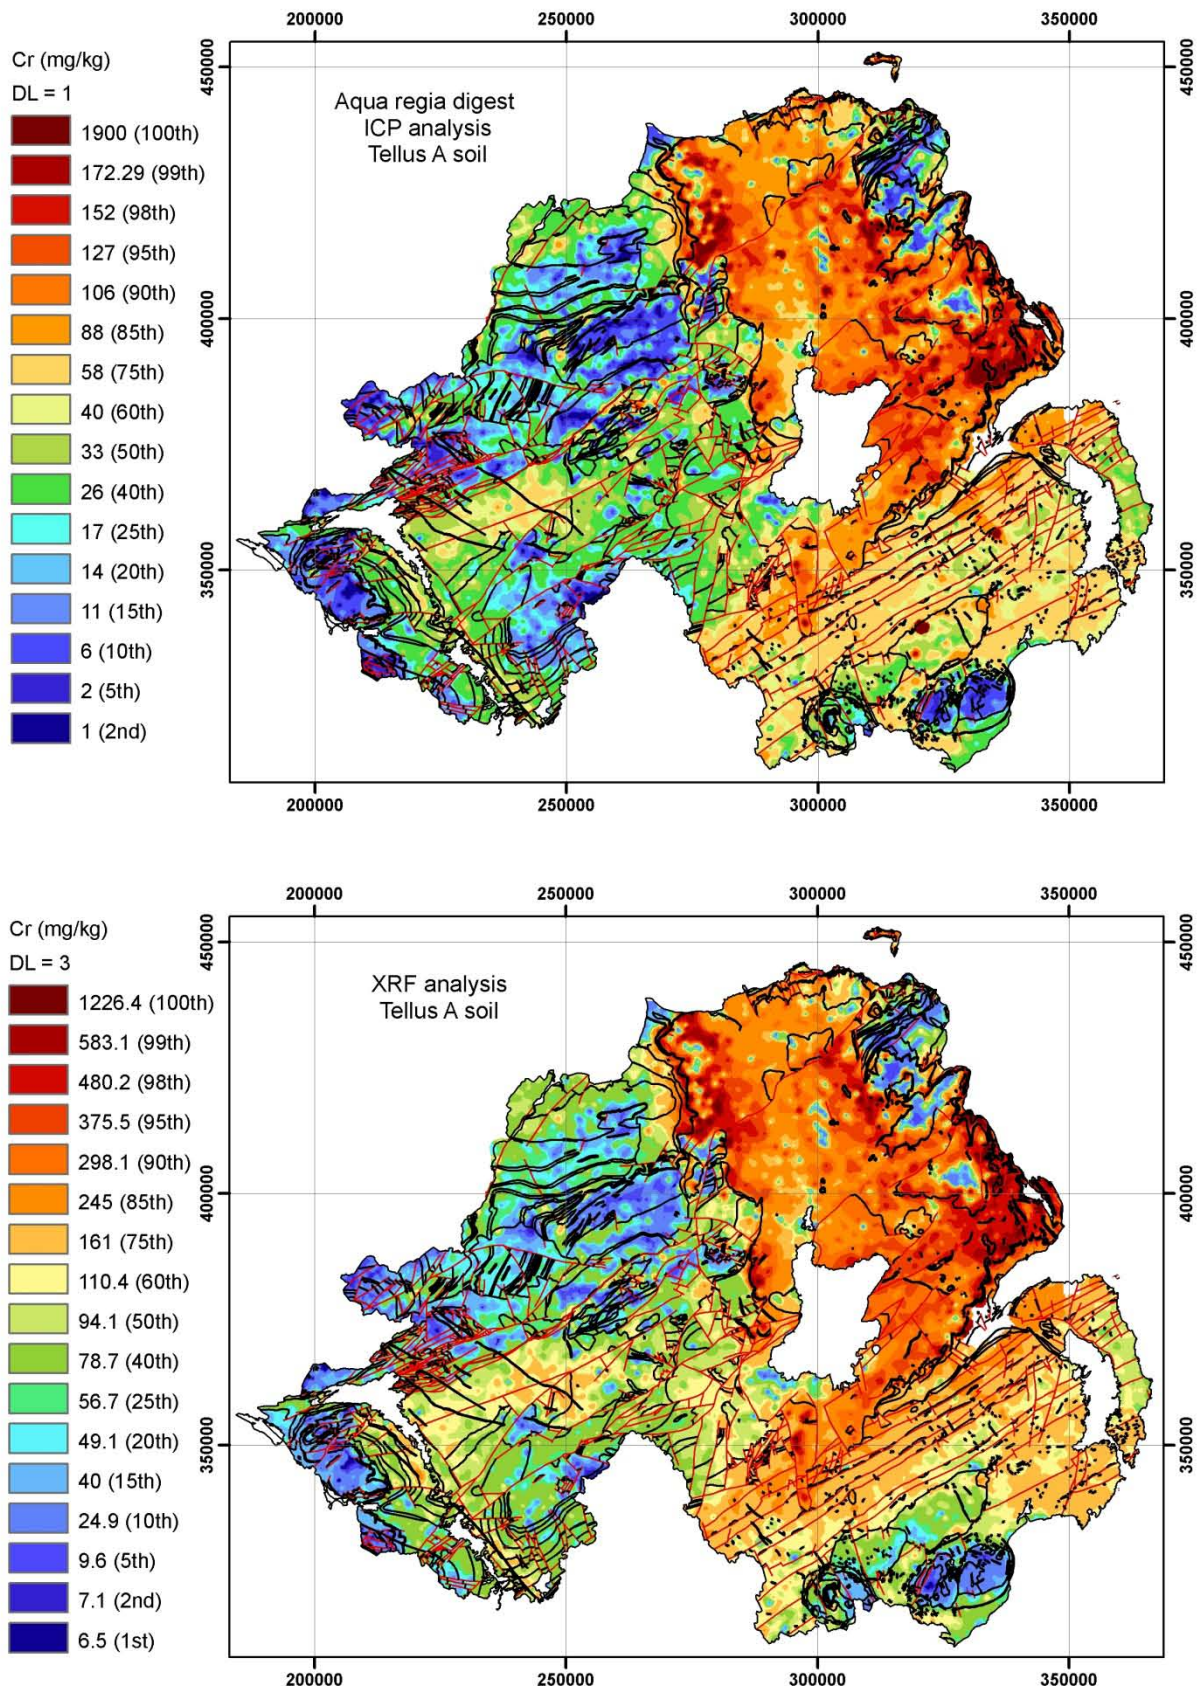 200000 250000 300000 350000
Cr (mg/kg)
DL = 1
1900 (100th)
172.29 (99th)
152 (98th)
127 (95th)
106 (90th)
88 (85th)
58 (75th)
40 (60th)
33 (50th)
26 (40th)
17 (25th)
14 (20th)
11 (15th)
6 (10th)
2 (5th)
1 (2nd)
450000
400000
350000
Aqua regia digest
ICP analysis
Tellus A soil
450000
400000
350000
200000 250000 300000 350000
200000 250000 300000 350000
Cr (mg/kg)
DL = 3
1226.4 (100th)
583.1 (99th)
480.2 (98th)
375.5 (95th)
298.1 (90th)
245 (85th)
161 (75th)
110.4 (60th)
94.1 (50th)
78.7 (40th)
56.7 (25th)
49.1 (20th)
40 (15th)
24.9 (10th)
9.6 (5th)
7.1 (2nd)
6.5 (1st)
450000
400000
350000
XRF analysis
Tellus A soil
450000
400000
350000
200000 250000 300000 350000